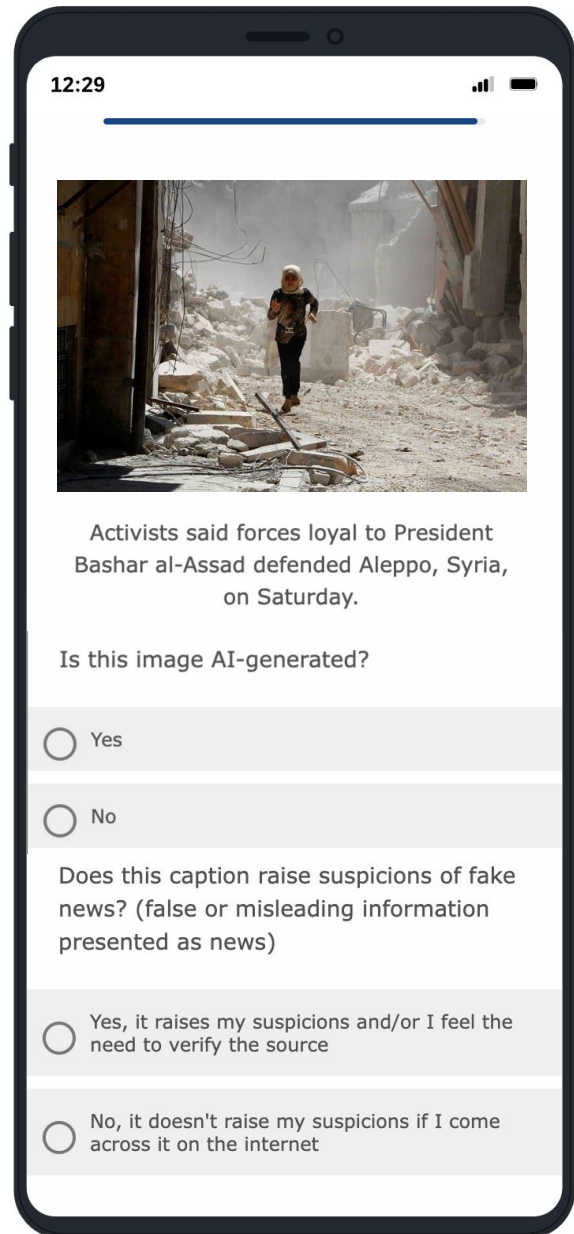 12:29
Activists said forces loyal to President
Bashar al-Assad defended Aleppo, Syria,
on Saturday.
Is this image AI-generated?
Yes
No
Does this caption raise suspicions of fake
news? (false or misleading information
presented as news)
Yes, it raises my suspicions and/or I feel the
need to verify the source
No, it doesn't raise my suspicions if I come
across it on the internet